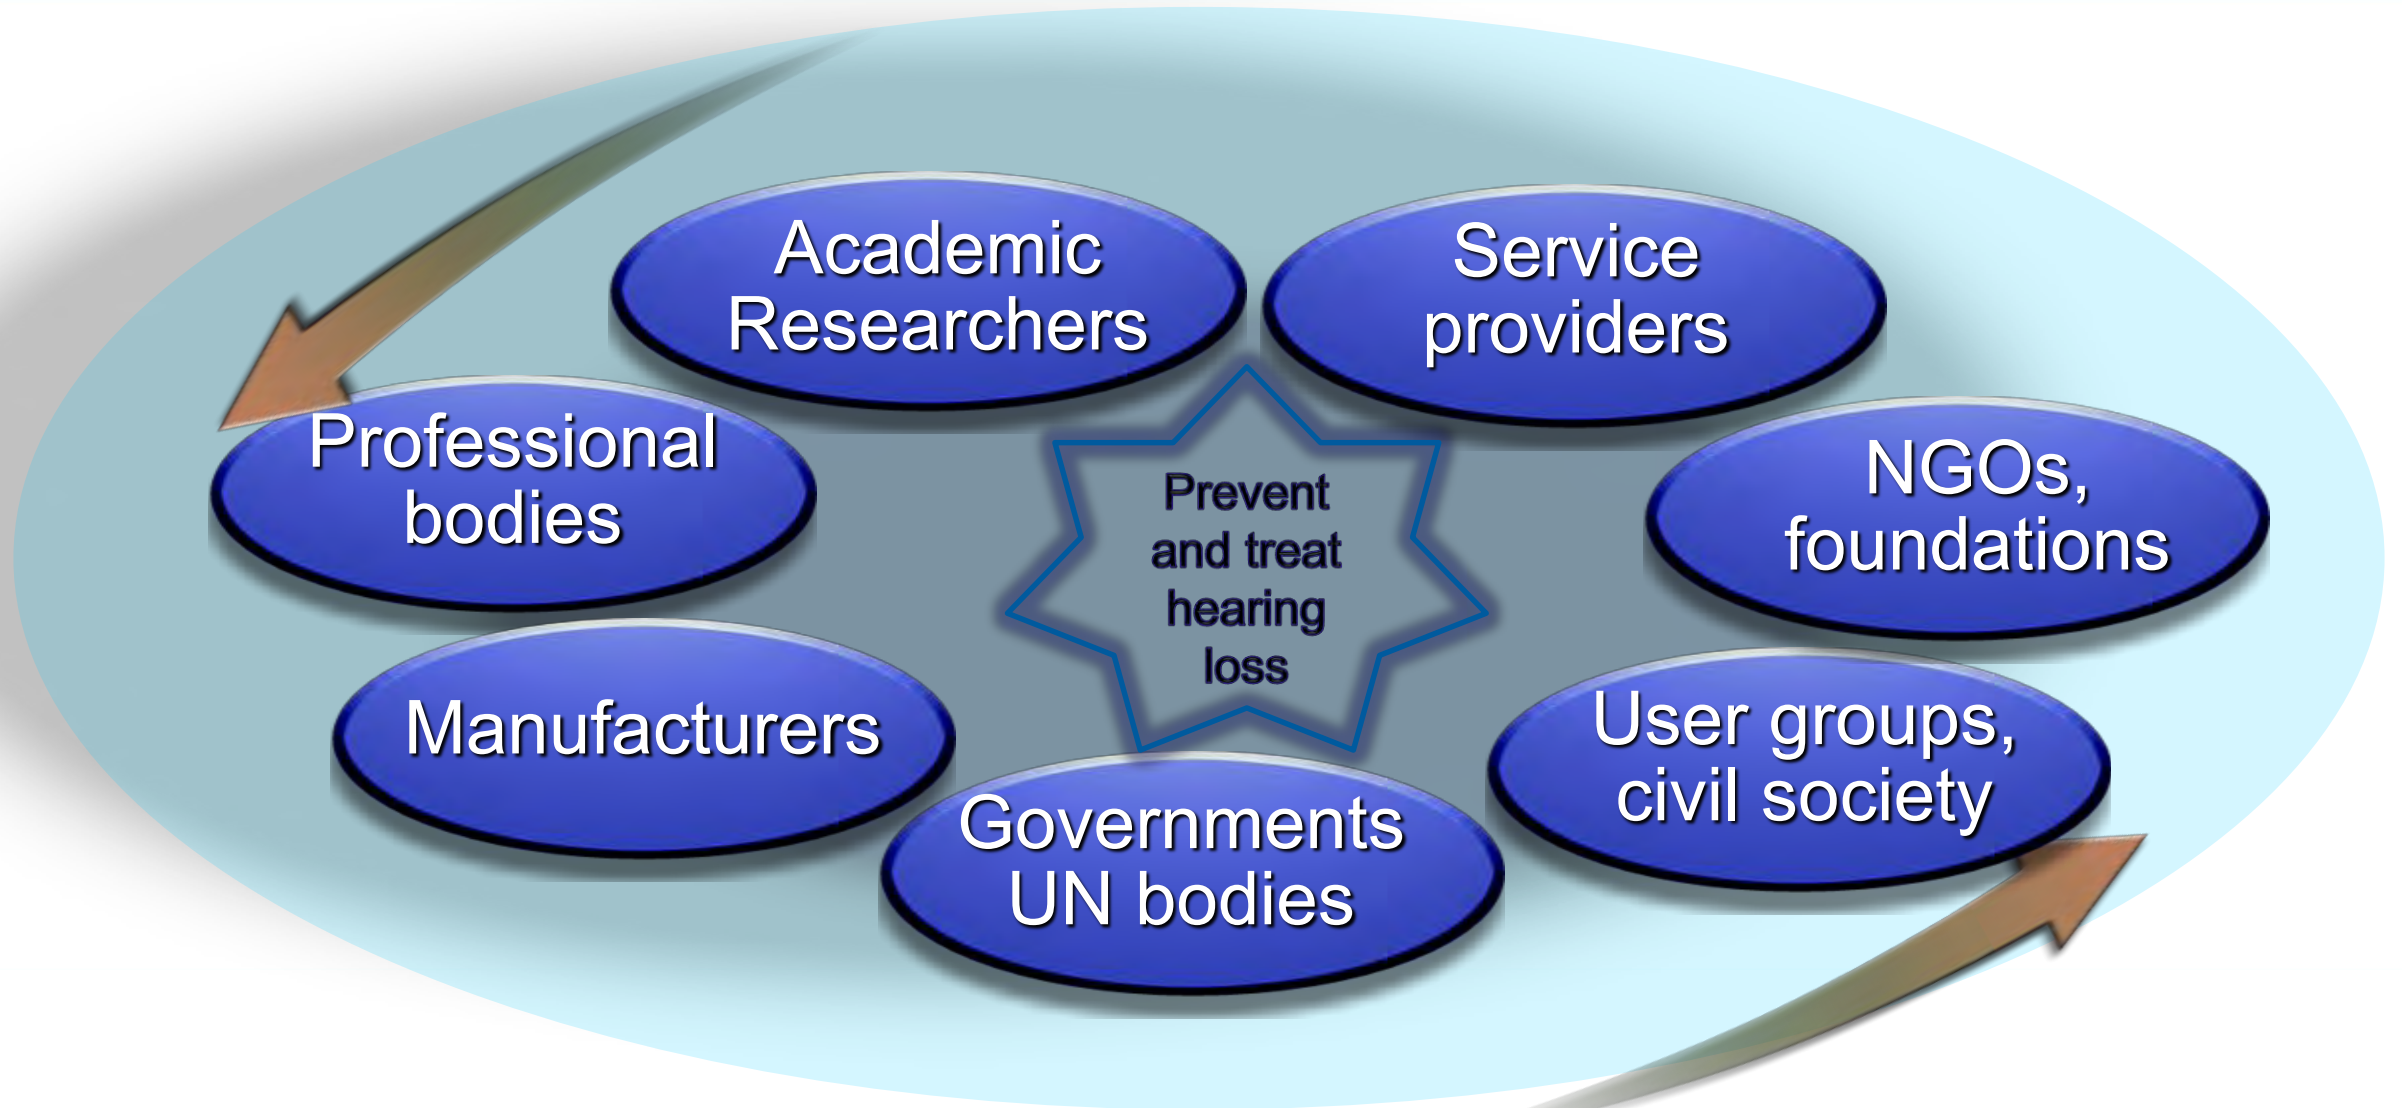 Academic
Researchers
Service
providers
Professional
bodies
NGOs,
foundations
Prevent
and treat
hearing
loss
Manufacturers
User groups,
civil society
Governments
UN bodies